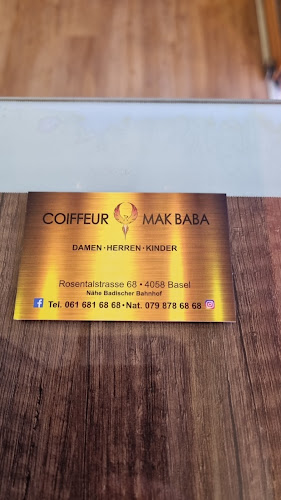 COIFFEUR MAK BABA
DAMEN • HERREN • KINDER
Rosentalstrasse 68 • 4058 Basel
Nähe Badischer Bahnhof
f Tel. 061 681 68 68 • Nat. 079 878 68 68